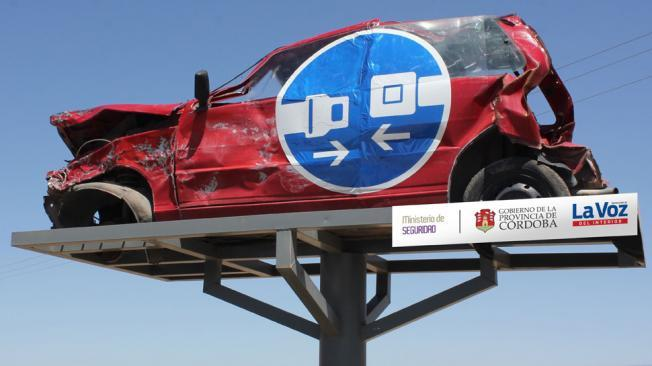 Ministerio de
SEGURIDAD
GOBIERNO DE LA
PROVINCIA DE
CÓRDOBA
La Voz
DEL INTERIOR